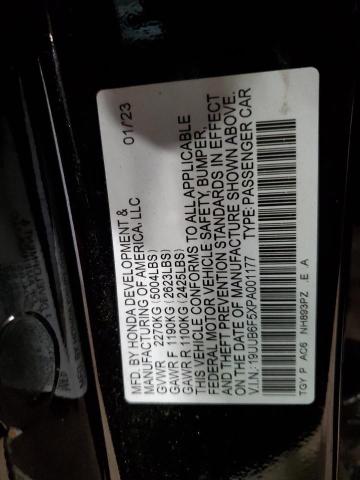 MFD. BY HONDA DEVELOPMENT &
MANUFACTURING OF AMERICA, LLC 01/23
GVWR 2270KG (5004LBS)
GAWR F 1190KG (2623LBS)
GAWR R 1100KG (2425LBS)
THIS VEHICLE CONFORMS TO ALL APPLICABLE
FEDERAL MOTOR VEHICLE SAFETY, BUMPER,
AND THEFT PREVENTION STANDARDS IN EFFECT
ON THE DATE OF MANUFACTURE SHOWN ABOVE.
V.I.N.:19UUB6F5XPA001177 TYPE:PASSENGER CAR
TGY P AC6 NH893PZ .E A